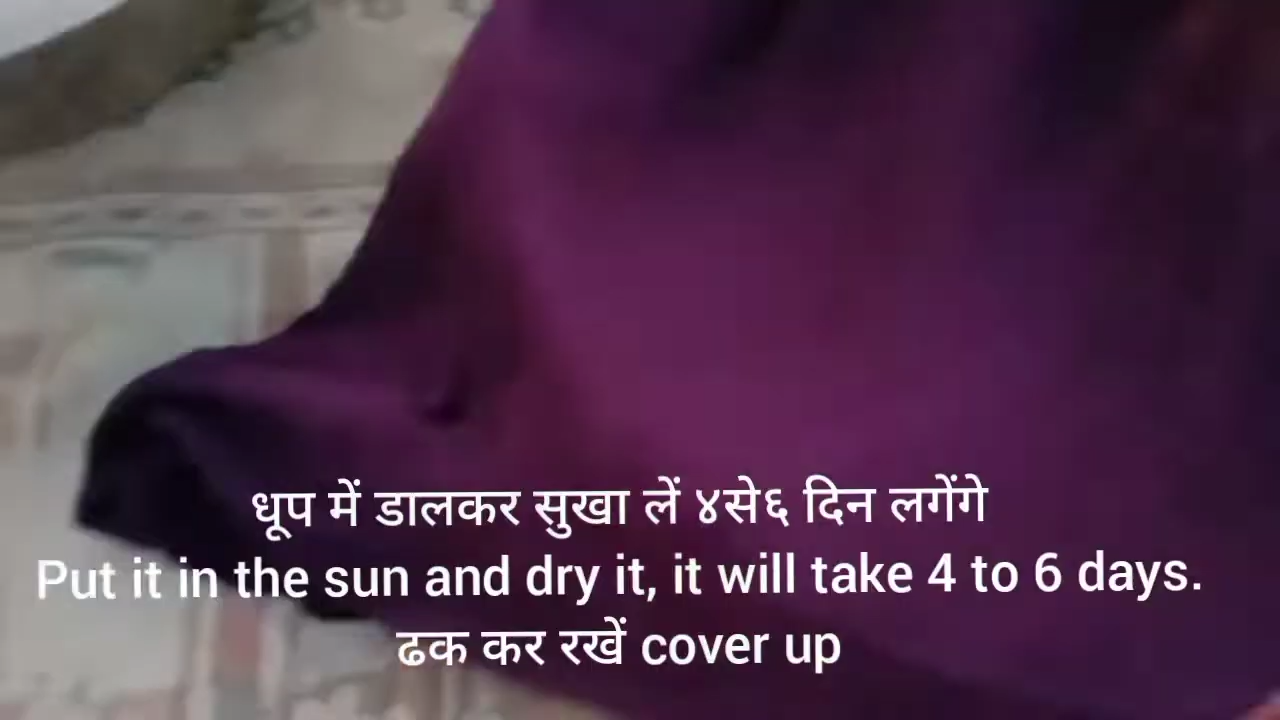 धूप में डालकर सुखा लें ४से६ दिन लगेंगे
Put it in the sun and dry it, it will take 4 to 6 days.
ढक कर रखें cover up